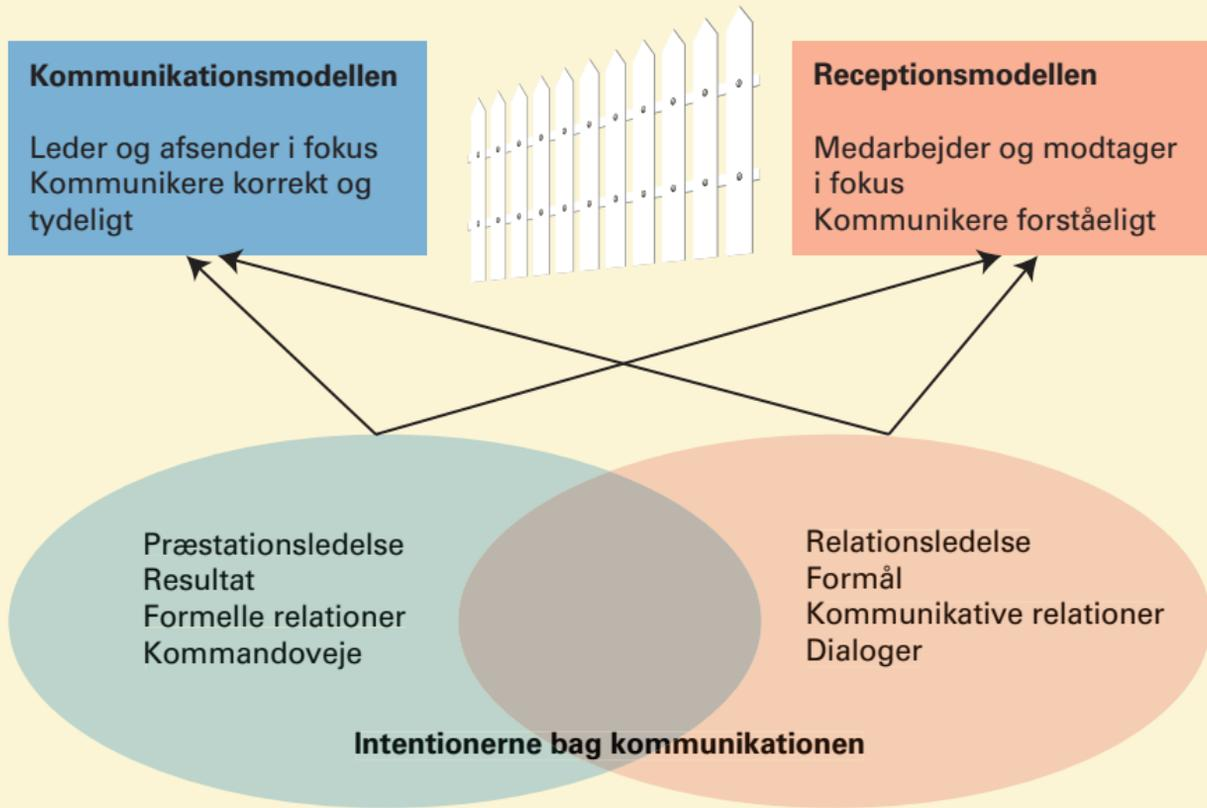 Kommunikationsmodellen
Leder og afsender i fokus
Kommunikere korrekt og
tydeligt
Receptionsmodellen
Medarbejder og modtager
i fokus
Kommunikere forståeligt
Præstationsledelse
Resultat
Formelle relationer
Kommandoveje
Relationsledelse
Formål
Kommunikative relationer
Dialoger
Intentionerne bag kommunikationen